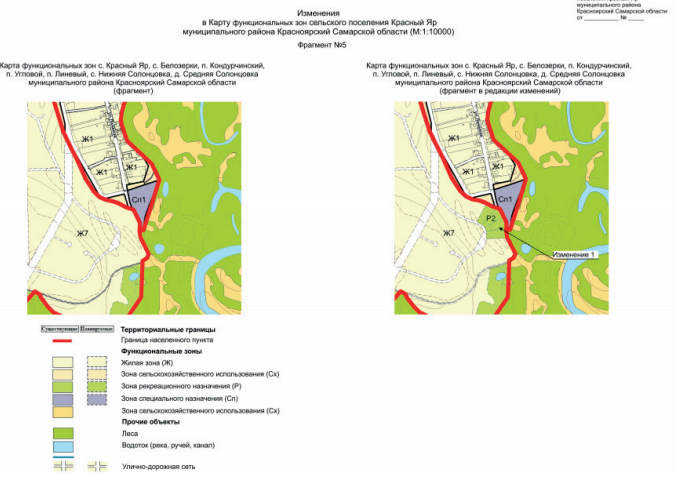 муниципального района
Красноярский Самарской области
от № 
Изменения
в Карту функциональных зон сельского поселения Красный Яр
муниципального района Красноярский Самарской области (М:1:10000)
Фрагмент №5
Карта функциональных зон с. Красный Яр, с. Белозерки, п. Кондурчинский,
п. Угловой, п. Линевый, с. Нижняя Солонцовка, д. Средняя Солонцовка
муниципального района Красноярский Самарской области
(фрагмент)
Карта функциональных зон с. Красный Яр, с. Белозерки, п. Кондурчинский,
п. Угловой, п. Линевый, с. Нижняя Солонцовка, д. Средняя Солонцовка
муниципального района Красноярский Самарской области
(фрагмент в редакции изменений)
Ж1
Ж1
Ж1
Сп1
Ж7
Ж1
Ж1
Ж1
Сп1
Р2
Ж7
Изменение 1
Существующие Планируемые Территориальные границы
Граница населенного пункта
Функциональные зоны
Жилая зона (Ж)
Зона сельскохозяйственного использования (Сх)
Зона рекреационного назначения (Р)
Зона специального назначения (Сп)
Зона сельскохозяйственного использования (Сх)
Прочие объекты
Леса
Водоток (река, ручей, канал)
Улично-дорожная сеть